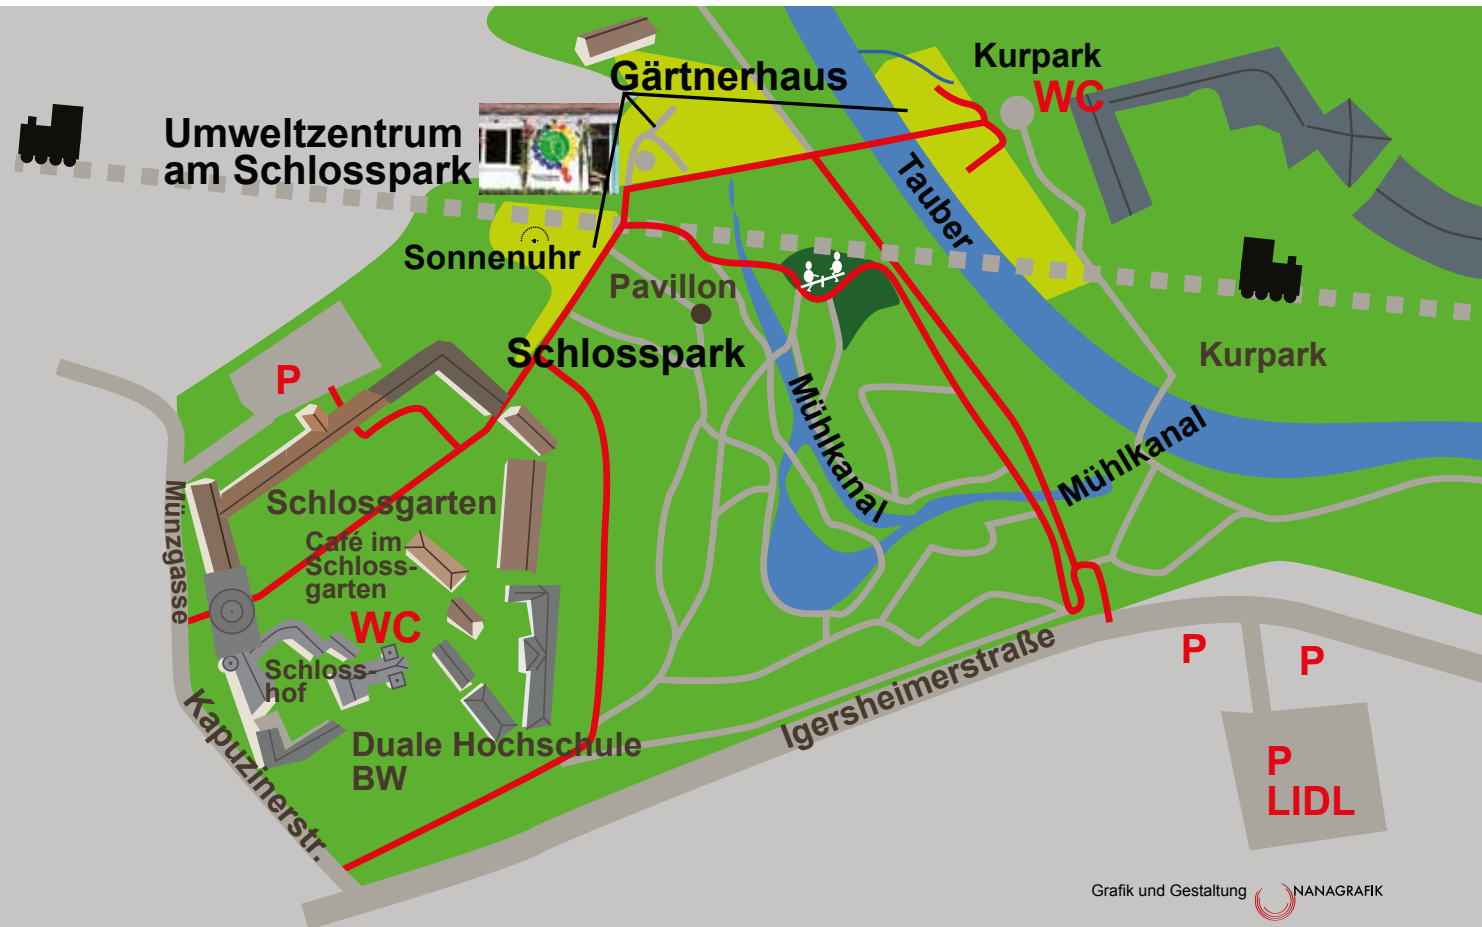 Kurpark
WC
Gärtnerhaus
Umweltzentrum
am Schlosspark
Tauber
Sonnenuhr
Pavillon
Schlosspark
Kurpark
P
Mühlkanal
Mühlkanal
Münzgasse
Schlossgarten
Café im
Schloss-
garten
WC
Schloss-
hof
Igersheimerstraße
P
P
Kapuzinerstr.
Duale Hochschule
BW
P
LIDL
Grafik und Gestaltung NANAGRAFIK